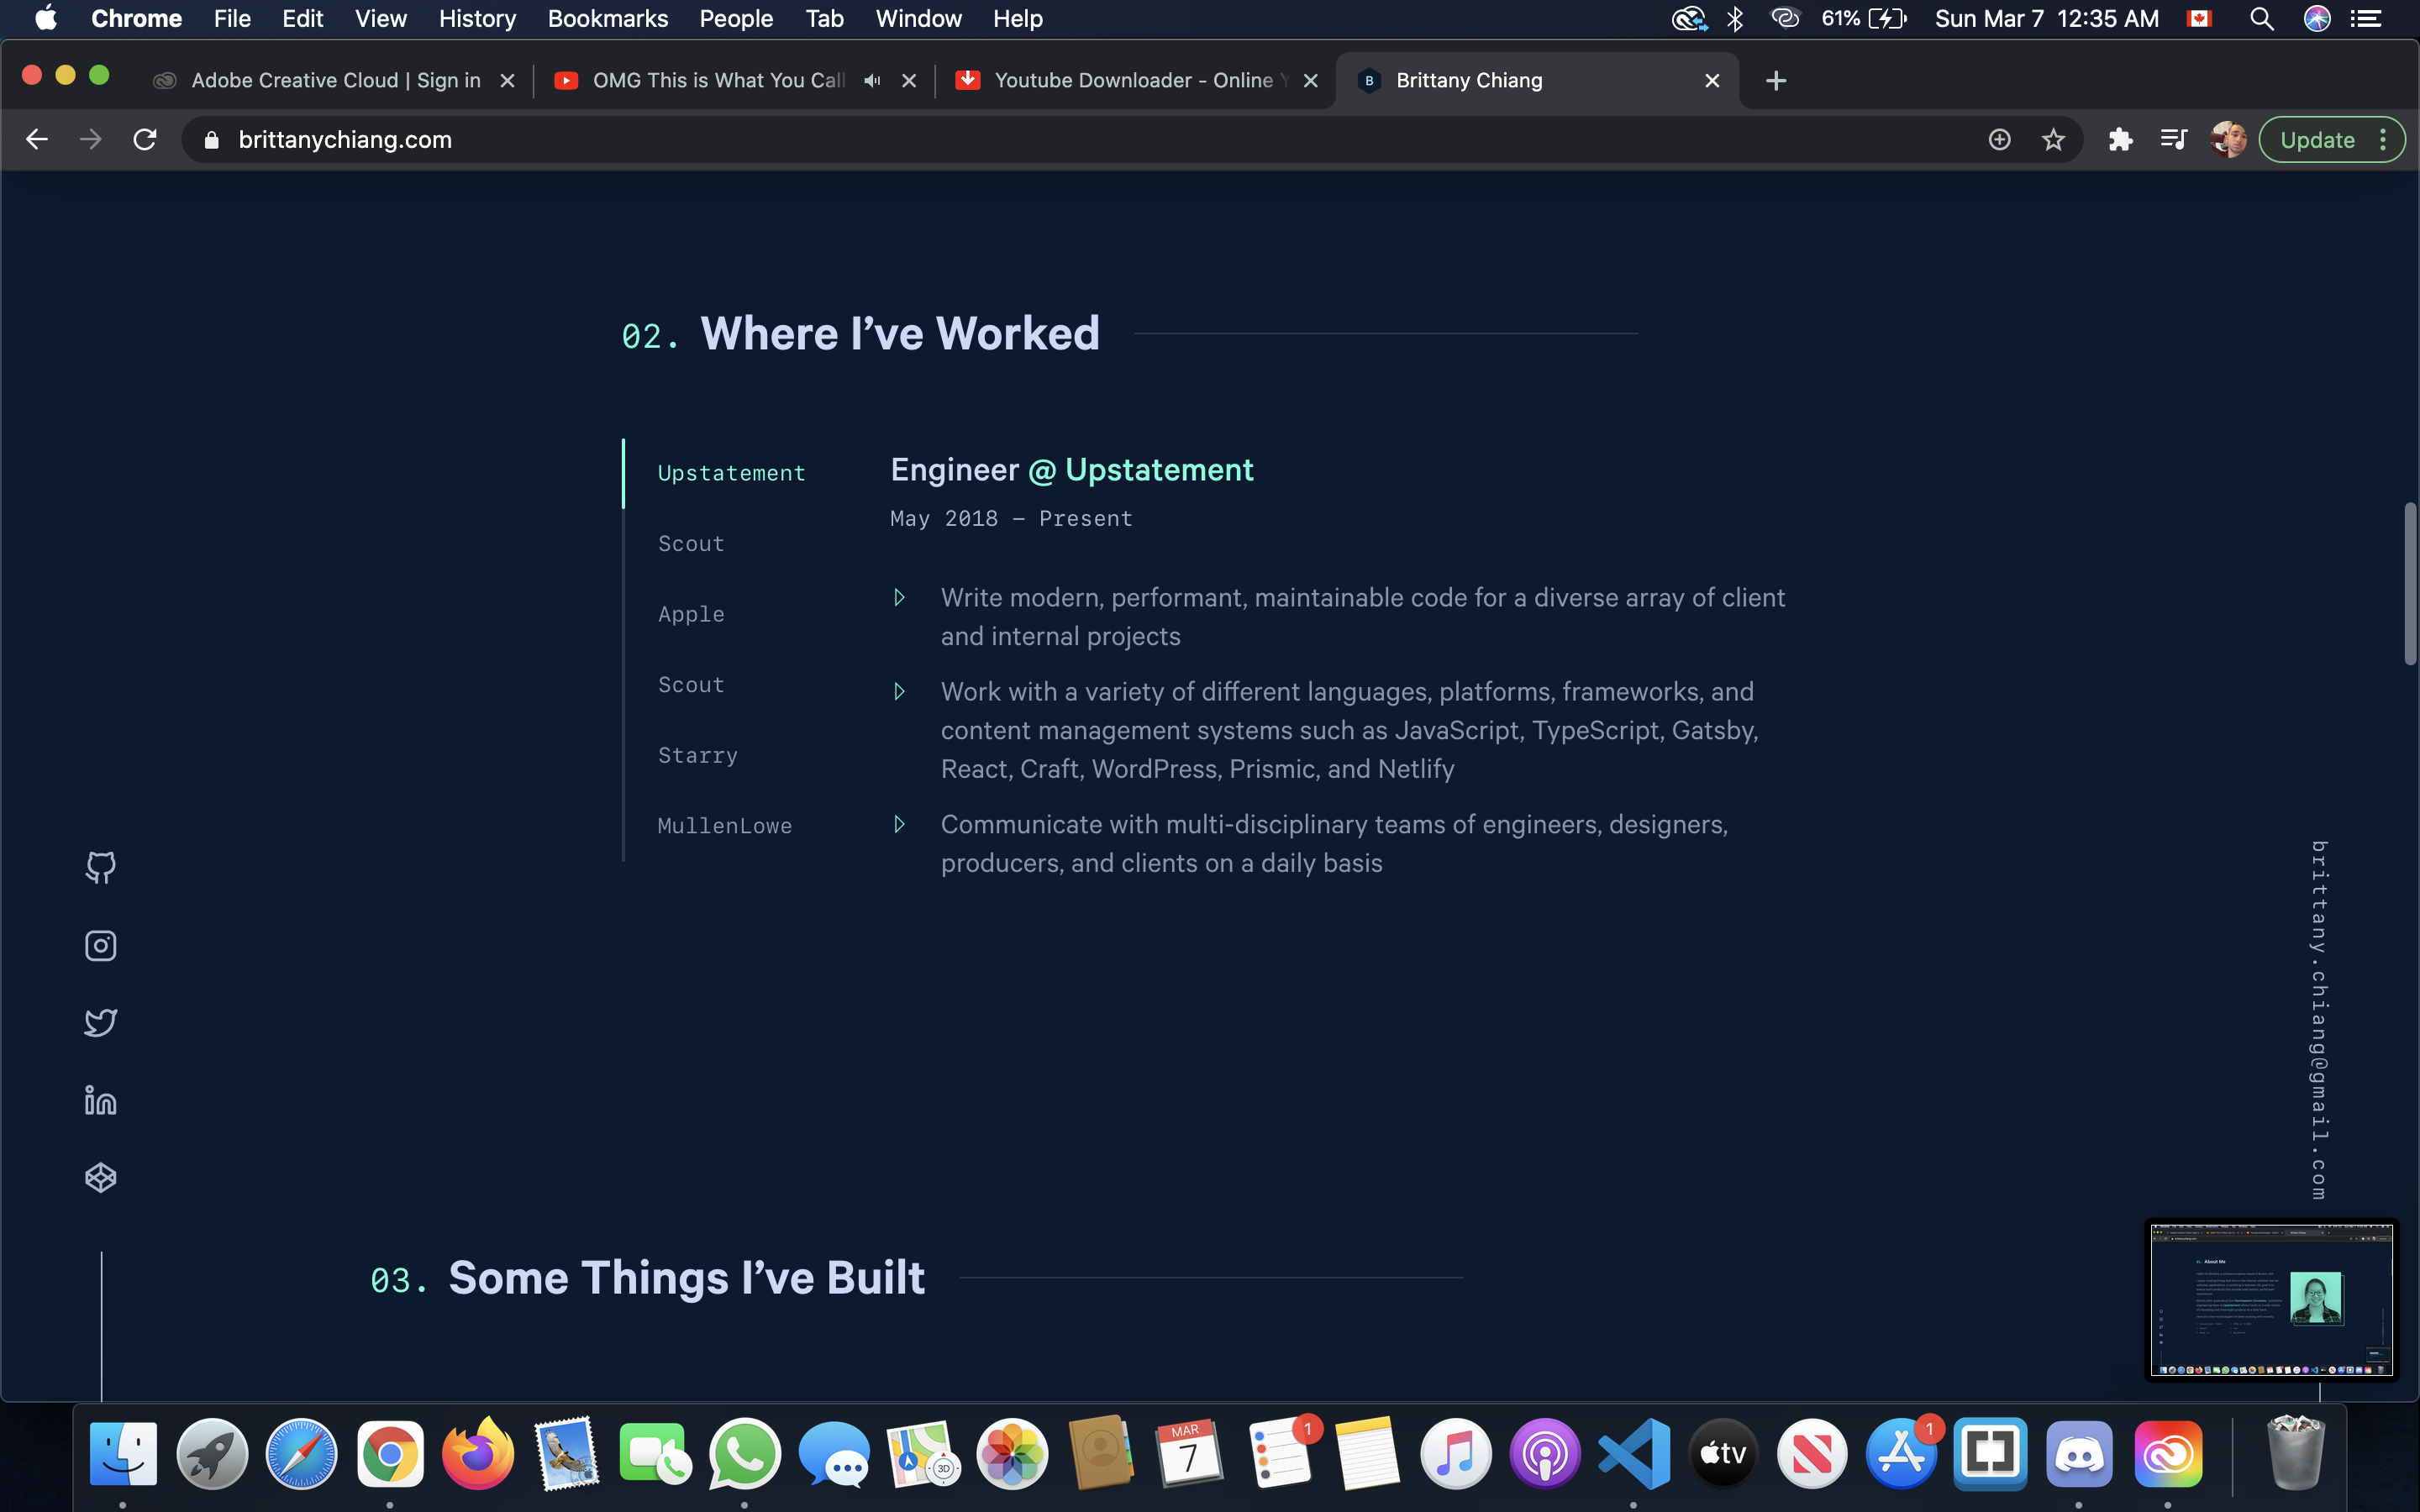 Chrome File Edit View History Bookmarks People Tab Window Help 61% Sun Mar 7 12:35 AM
Adobe Creative Cloud | Sign in
OMG This is What You Call
Youtube Downloader - Online Y
B Brittany Chiang
brittanychiang.com
Update
02. Where I’ve Worked
Upstatement
Scout
Apple
Scout
Starry
MullenLowe
Engineer @ Upstatement
May 2018 — Present
Write modern, performant, maintainable code for a diverse array of client
and internal projects
Work with a variety of different languages, platforms, frameworks, and
content management systems such as JavaScript, TypeScript, Gatsby,
React, Craft, WordPress, Prismic, and Netlify
Communicate with multi-disciplinary teams of engineers, designers,
producers, and clients on a daily basis
brittany.chiang@gmail.com
03. Some Things I’ve Built
About Me
3D
MAR
7
1
tv
1